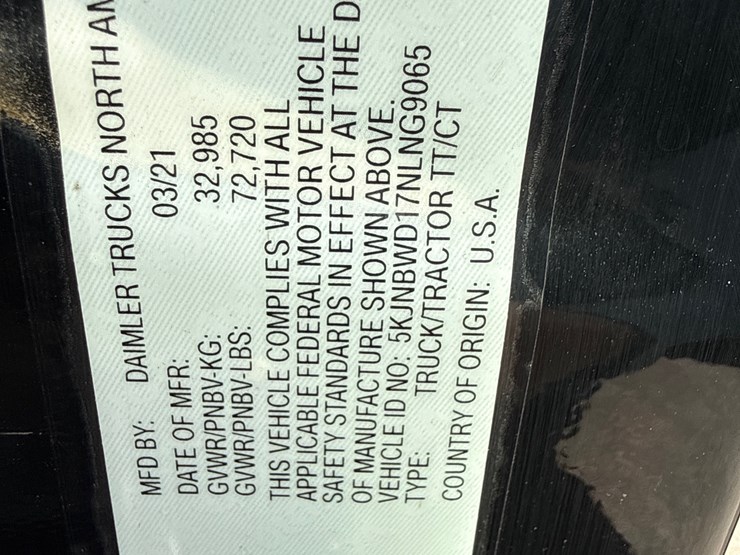 MFD BY: DAIMLER TRUCKS NORTH
DATE OF MFR: 03/21
GVWR/PNBV-KG: 32,985
GVWR/PNBV-LBS: 72,720
THIS VEHICLE COMPLIES WITH ALL
APPLICABLE FEDERAL MOTOR VEHICLE
SAFETY STANDARDS IN EFFECT AT THE D
OF MANUFACTURE SHOWN ABOVE.
VEHICLE ID NO.: 5KJNBWD17NLNG9065
TYPE: TRUCK/TRACTOR TT/CT
COUNTRY OF ORIGIN: U.S.A.